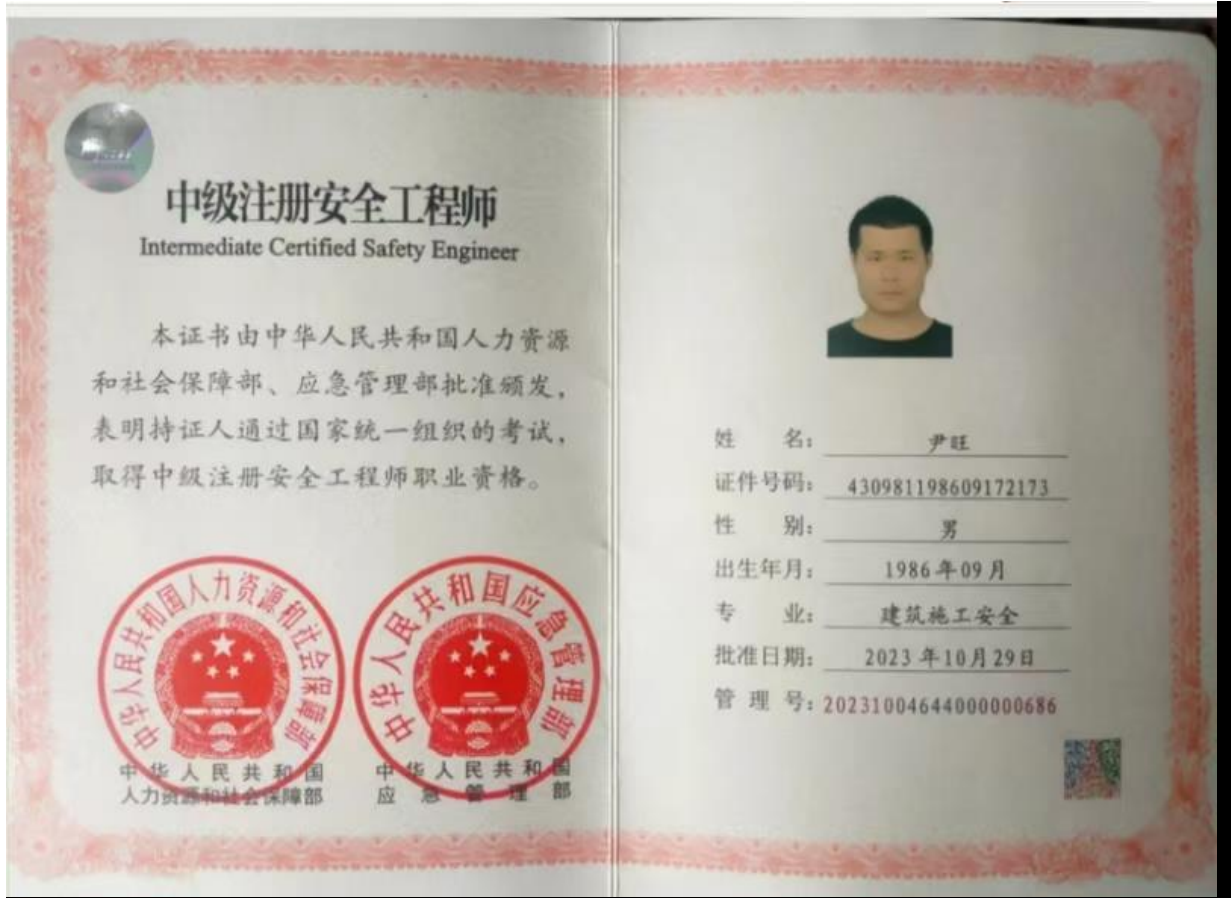 中级注册安全工程师
Intermediate Certified Safety Engineer
本证书由中华人民共和国人力资源
和社会保障部、应急管理部批准颁发，
表明持证人通过国家统一组织的考试，
取得中级注册安全工程师职业资格。
中华人民共和国人力资源和社会保障部
中华人民共和国应急管理部
中华人民共和国
人力资源和社会保障部
中华人民共和国
应急管理部
姓名：尹旺
证件号码：430981198609172173
性别：男
出生年月：1986年09月
专业：建筑施工安全
批准日期：2023年10月29日
管理号：20231004644000000686